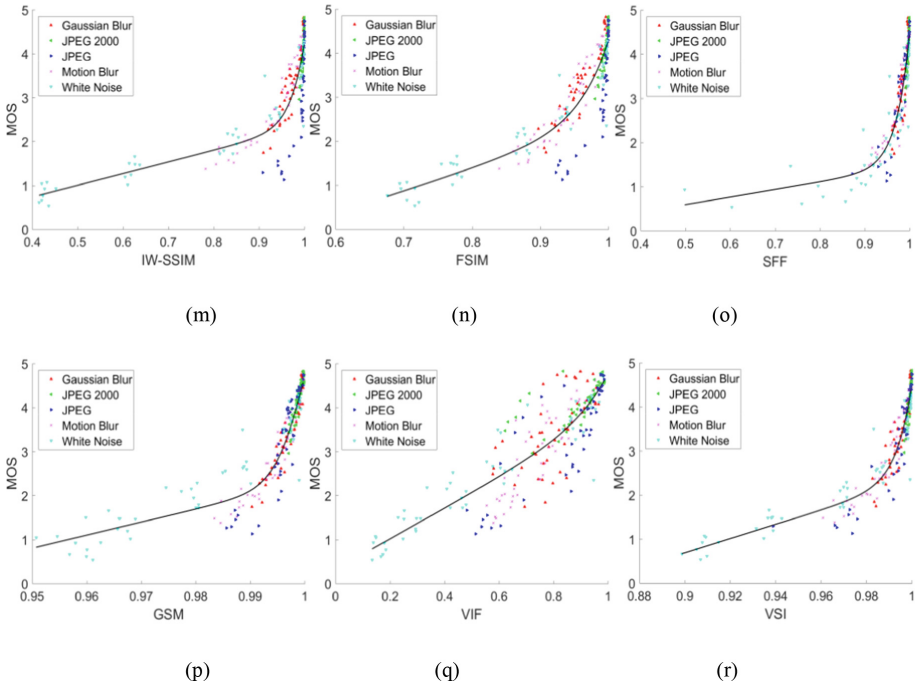 5
4
3
2
1
0
MOS
Gaussian Blur
JPEG 2000
JPEG
Motion Blur
White Noise
0.4 0.5 0.6 0.7 0.8 0.9 1
IW-SSIM
(m)
5
4
3
2
1
0
MOS
Gaussian Blur
JPEG 2000
JPEG
Motion Blur
White Noise
0.6 0.7 0.8 0.9 1
FSIM
(n)
5
4
3
2
1
0
MOS
Gaussian Blur
JPEG 2000
JPEG
Motion Blur
White Noise
0.4 0.5 0.6 0.7 0.8 0.9 1
SFF
(o)
5
4
3
2
1
0
MOS
Gaussian Blur
JPEG 2000
JPEG
Motion Blur
White Noise
0.95 0.96 0.97 0.98 0.99 1
GSM
(p)
5
4
3
2
1
0
MOS
Gaussian Blur
JPEG 2000
JPEG
Motion Blur
White Noise
0 0.2 0.4 0.6 0.8 1
VIF
(q)
5
4
3
2
1
0
MOS
Gaussian Blur
JPEG 2000
JPEG
Motion Blur
White Noise
0.88 0.9 0.92 0.94 0.96 0.98 1
VSI
(r)